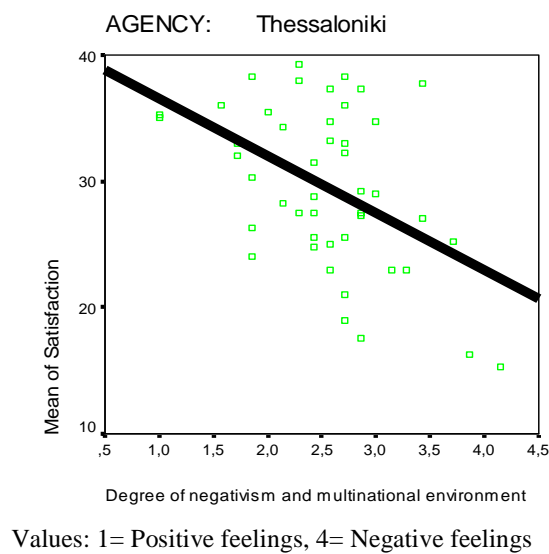 AGENCY: Thessaloniki
Mean of Satisfaction
40
30
20
10
,5 1,0 1,5 2,0 2,5 3,0 3,5 4,0 4,5
Degree of negativism and multinational environment
Values: 1= Positive feelings, 4= Negative feelings